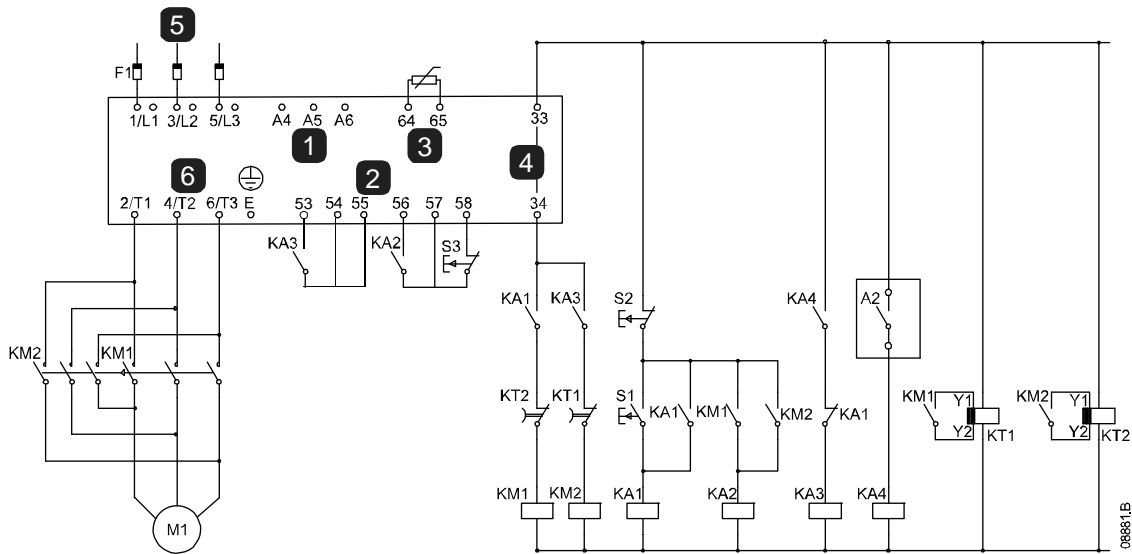 5
F1
1/L1 3/L2 5/L3 A4 A5 A6 64 65 33
1 3 4
6 2
2/T1 4/T2 6/T3 E 53 54 55 56 57 58 34
KA3 KA2 S3
KA1 KA3 S2 KA4 A2
KM2 KM1
KT2 KT1 S1 KA1 KM1 KM2 KA1 KM1 Y1 Y2 KT1 KM2 Y1 Y2 KT2
KM1 KM2 KA1 KA2 KA3 KA4
M1
08881.B